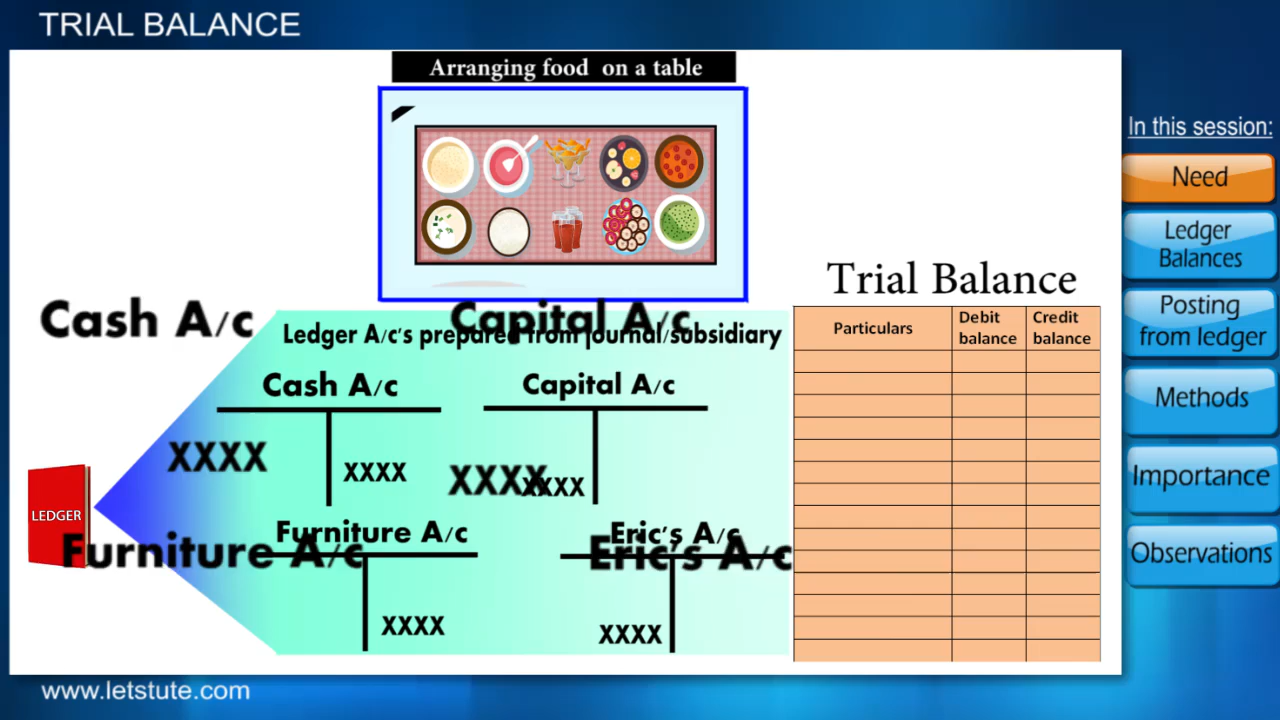 TRIAL BALANCE
Arranging food on a table
In this session:
Need
Ledger
Balances
Posting
from ledger
Methods
Importance
Observations
Trial Balance
Particulars
Debit
balance
Credit
balance
Cash A/c
Capital A/c
Ledger A/c's prepared from journal/subsidiary
Cash A/c
Capital A/c
XXXX
XXXX
XXXX
XXXX
LEDGER
Furniture A/c
Eric's A/c
Furniture A/c
Eric's A/c
XXXX
XXXX
www.letstute.com